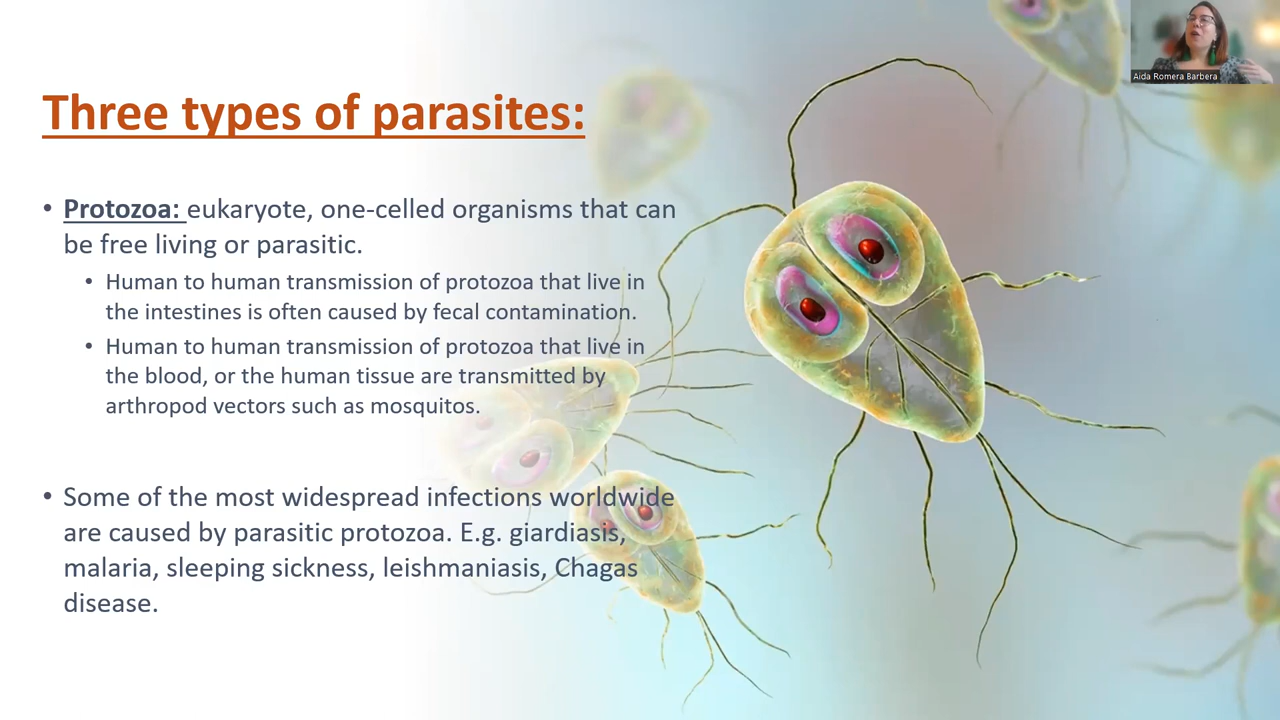 Aida Romera Barbera
Three types of parasites:
• Protozoa: eukaryote, one-celled organisms that can
be free living or parasitic.
• Human to human transmission of protozoa that live in
the intestines is often caused by fecal contamination.
• Human to human transmission of protozoa that live in
the blood, or the human tissue are transmitted by
arthropod vectors such as mosquitos.
• Some of the most widespread infections worldwide
are caused by parasitic protozoa. E.g. giardiasis,
malaria, sleeping sickness, leishmaniasis, Chagas
disease.